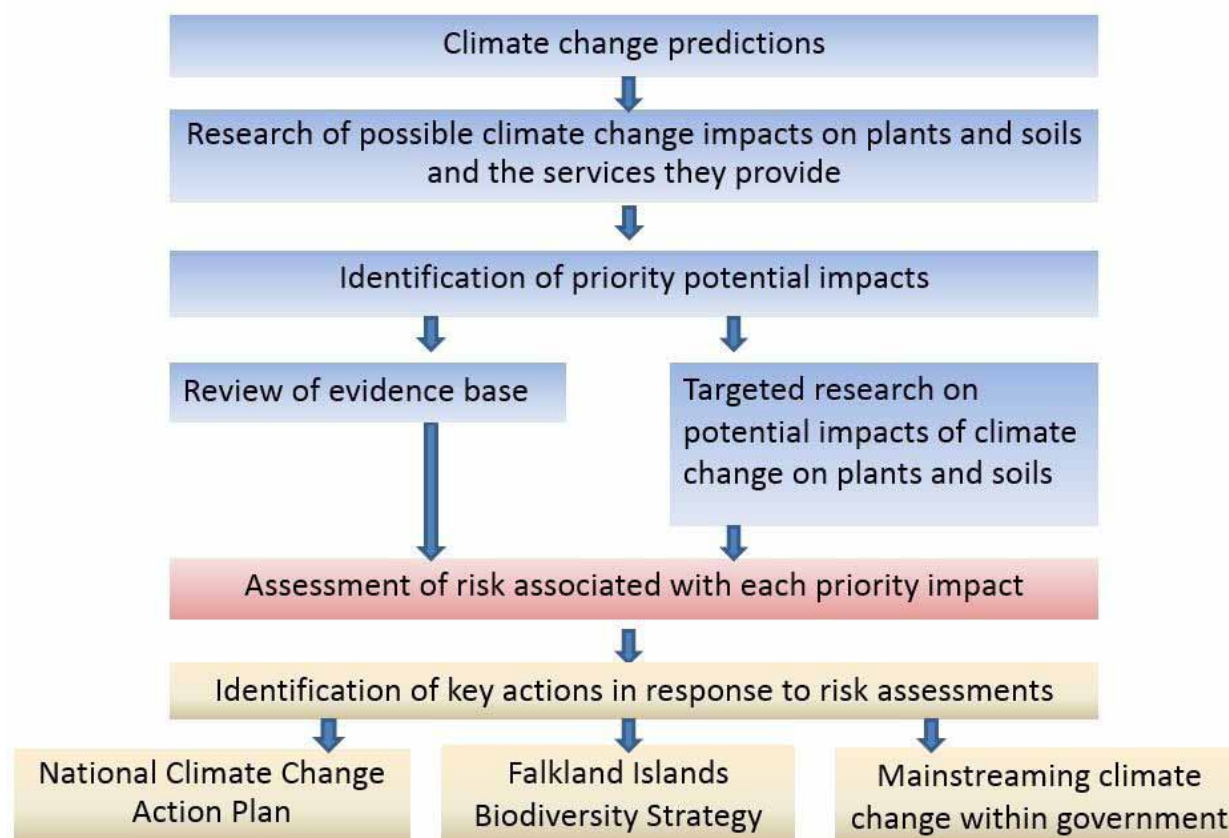 Climate change predictions
Research of possible climate change impacts on plants and soils
and the services they provide
Identification of priority potential impacts
Review of evidence base
Targeted research on
potential impacts of climate
change on plants and soils
Assessment of risk associated with each priority impact
Identification of key actions in response to risk assessments
National Climate Change
Action Plan
Falkland Islands
Biodiversity Strategy
Mainstreaming climate
change within government